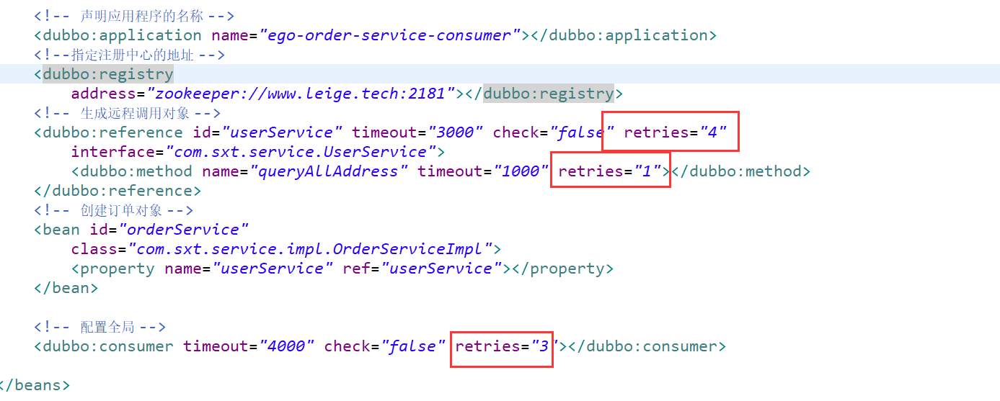 <!-- 声明应用程序的名称 -->
<dubbo:application name="ego-order-service-consumer"></dubbo:application>
<!--指定注册中心的地址 -->
<dubbo:registry
address="zookeeper://www.leige.tech:2181"></dubbo:registry>
<!-- 生成远程调用对象 -->
<dubbo:reference id="userService" timeout="3000" check="false" retries="4"
interface="com.sxt.service.UserService">
<dubbo:method name="queryAllAddress" timeout="1000" retries="1"></dubbo:method>
</dubbo:reference>
<!-- 创建订单对象 -->
<bean id="orderService"
class="com.sxt.service.impl.OrderServiceImpl">
<property name="userService" ref="userService"></property>
</bean>
<!-- 配置全局 -->
<dubbo:consumer timeout="4000" check="false" retries="3"></dubbo:consumer>
</beans>